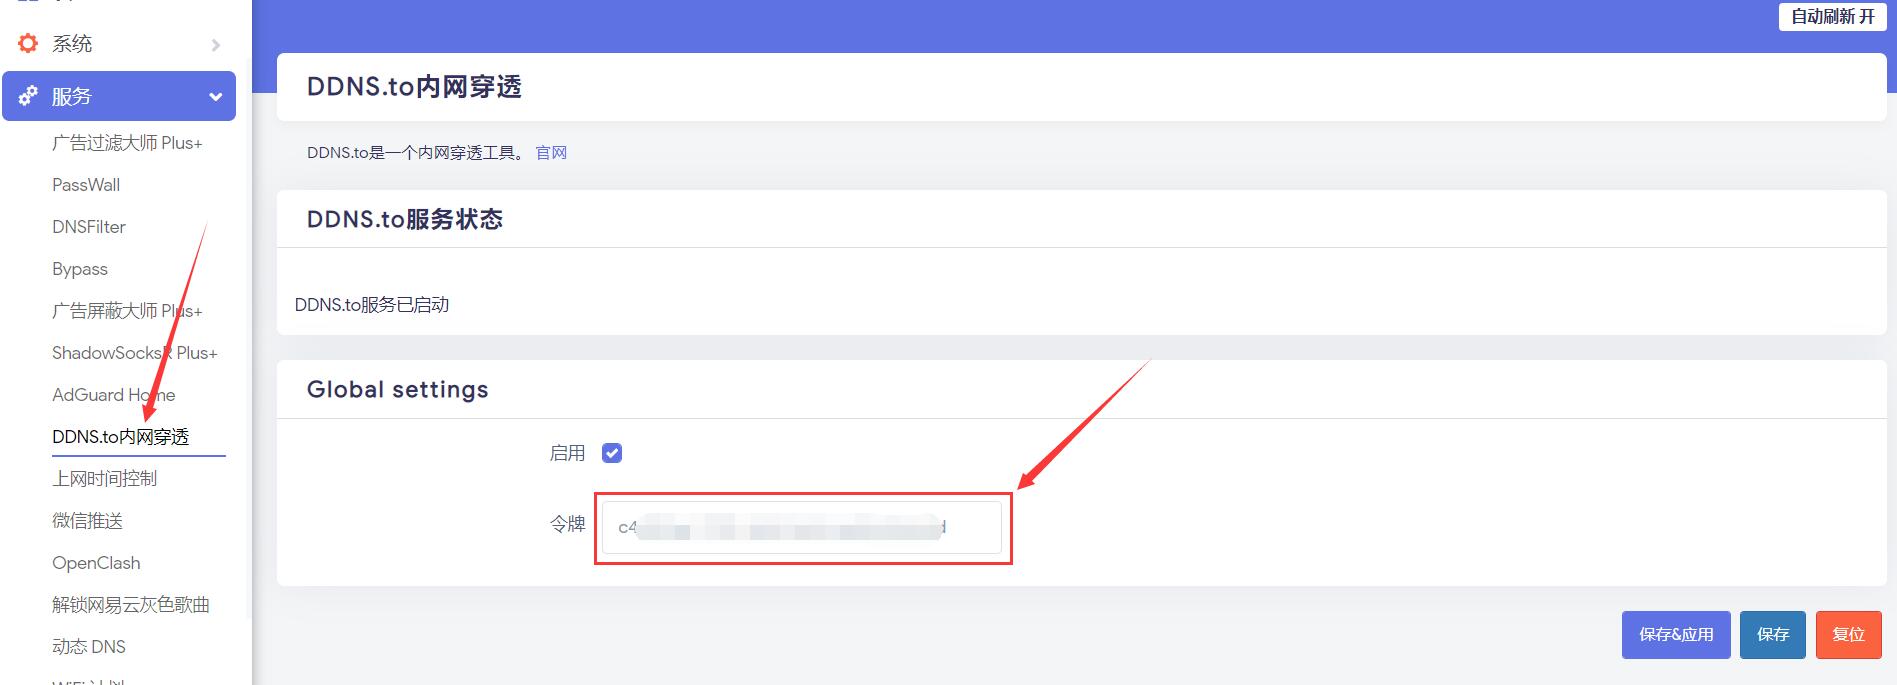 自动刷新 开
系统
服务
广告过滤大师 Plus+
PassWall
DNSFilter
Bypass
广告屏蔽大师 Plus+
ShadowSocksR Plus+
AdGuard Home
DDNS.to内网穿透
上网时间控制
微信推送
OpenClash
解锁网易云灰色歌曲
动态 DNS
DDNS.to内网穿透
DDNS.to是一个内网穿透工具。 官网
DDNS.to服务状态
DDNS.to服务已启动
Global settings
启用
令牌
c4
d
保存&应用
保存
复位